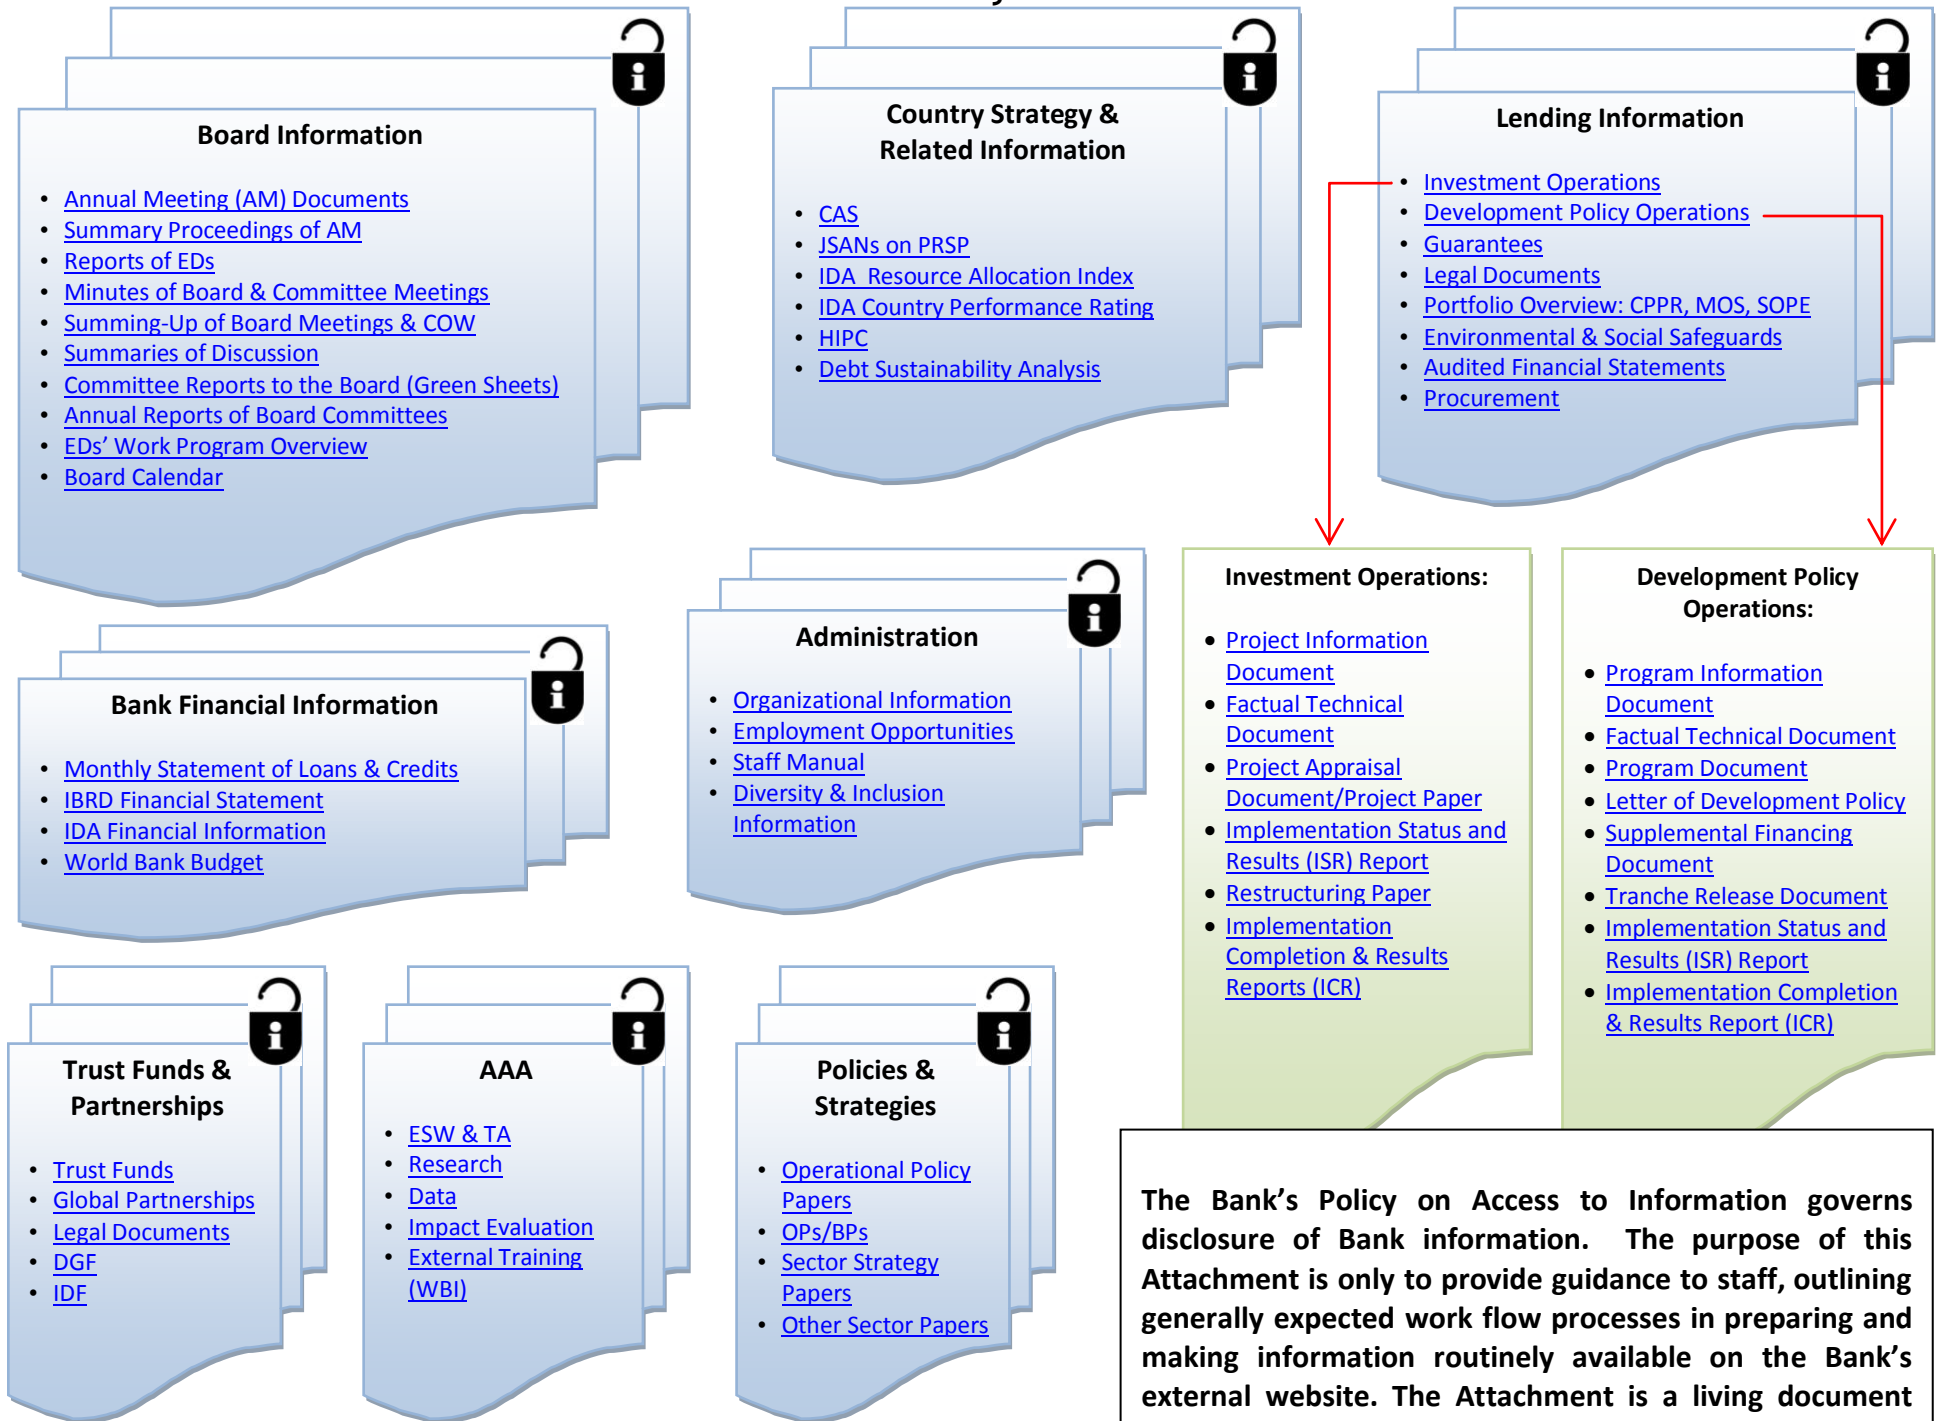 Board Information
• Annual Meeting (AM) Documents
• Summary Proceedings of AM
• Reports of EDs
• Minutes of Board & Committee Meetings
• Summing-Up of Board Meetings & COW
• Summaries of Discussion
• Committee Reports to the Board (Green Sheets)
• Annual Reports of Board Committees
• EDs’ Work Program Overview
• Board Calendar
Country Strategy &
Related Information
• CAS
• JSANs on PRSP
• IDA  Resource Allocation Index
• IDA Country Performance Rating
• HIPC
• Debt Sustainability Analysis
Lending Information
• Investment Operations
• Development Policy Operations
• Guarantees
• Legal Documents
• Portfolio Overview: CPPR, MOS, SOPE
• Environmental & Social Safeguards
• Audited Financial Statements
• Procurement
Bank Financial Information
• Monthly Statement of Loans & Credits
• IBRD Financial Statement
• IDA Financial Information
• World Bank Budget
Administration
• Organizational Information
• Employment Opportunities
• Staff Manual
• Diversity & Inclusion
Information
Investment Operations:
• Project Information
Document
• Factual Technical
Document
• Project Appraisal
Document/Project Paper
• Implementation Status and
Results (ISR) Report
• Restructuring Paper
• Implementation
Completion & Results
Reports (ICR)
Development Policy
Operations:
• Program Information
Document
• Factual Technical Document
• Program Document
• Letter of Development Policy
• Supplemental Financing
Document
• Tranche Release Document
• Implementation Status and
Results (ISR) Report
• Implementation Completion
& Results Report (ICR)
Trust Funds &
Partnerships
• Trust Funds
• Global Partnerships
• Legal Documents
• DGF
• IDF
AAA
• ESW & TA
• Research
• Data
• Impact Evaluation
• External Training
(WBI)
Policies &
Strategies
• Operational Policy
Papers
• OPs/BPs
• Sector Strategy
Papers
• Other Sector Papers
The Bank’s Policy on Access to Information governs
disclosure of Bank information.  The purpose of this
Attachment is only to provide guidance to staff, outlining
generally expected work flow processes in preparing and
making information routinely available on the Bank’s
external website. The Attachment is a living document